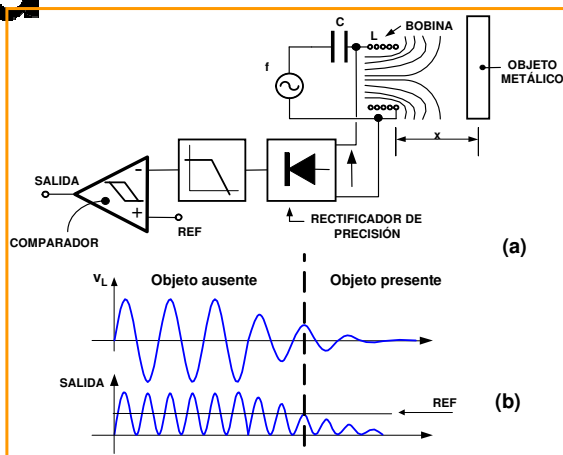 C
L
BOBINA
f
OBJETO
METÁLICO
x
SALIDA
-
+
REF
COMPARADOR
RECTIFICADOR DE
PRECISIÓN
(a)
vL
Objeto ausente
Objeto presente
SALIDA
REF
(b)